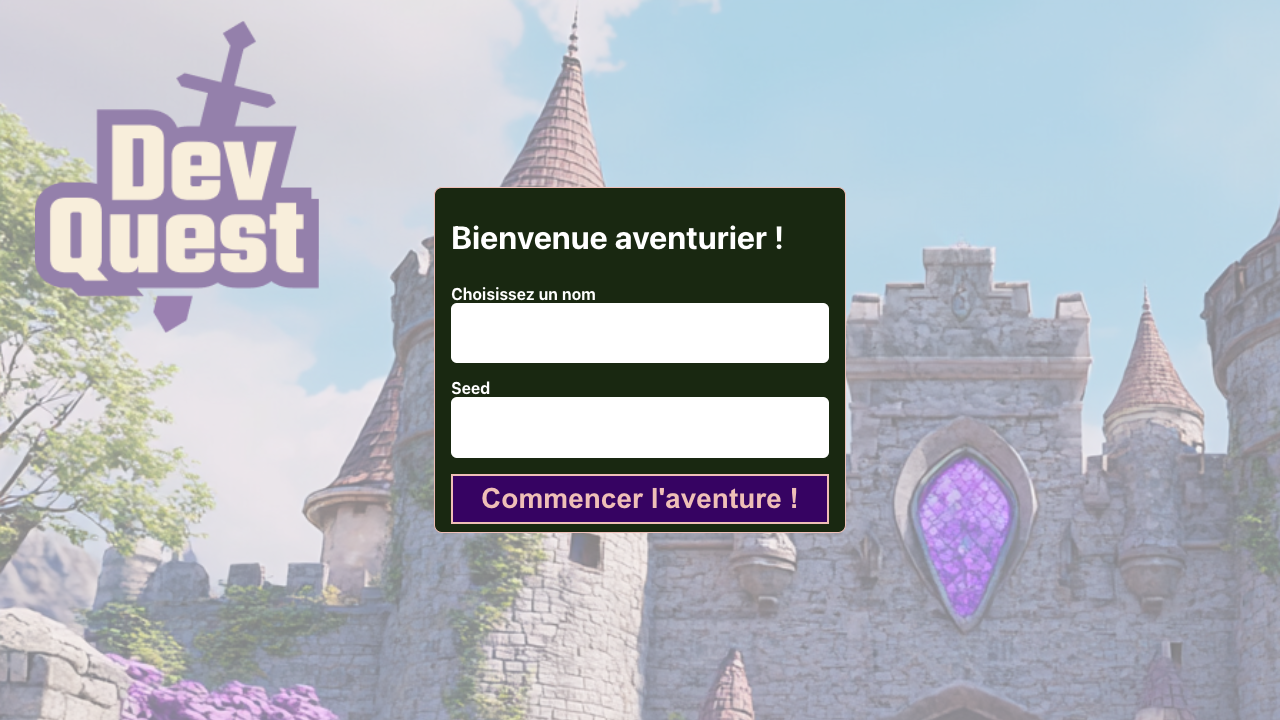 Dev
Quest
Bienvenue aventurier !
Choisissez un nom
Seed
Commencer l'aventure !